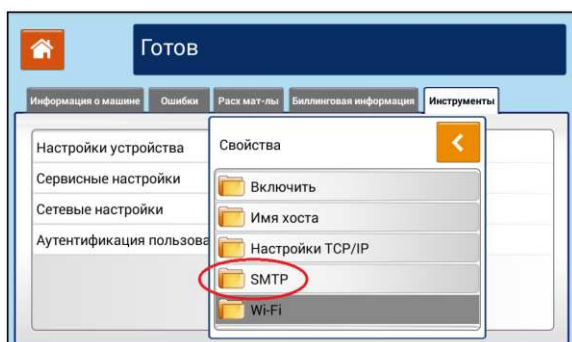 Готов
Информация о машине Ошибки Расх мат-лы Биллинговая информация Инструменты
Настройки устройства
Сервисные настройки
Сетевые настройки
Аутентификация пользова
Свойства
Включить
Имя хоста
Настройки TCP/IP
SMTP
Wi-Fi